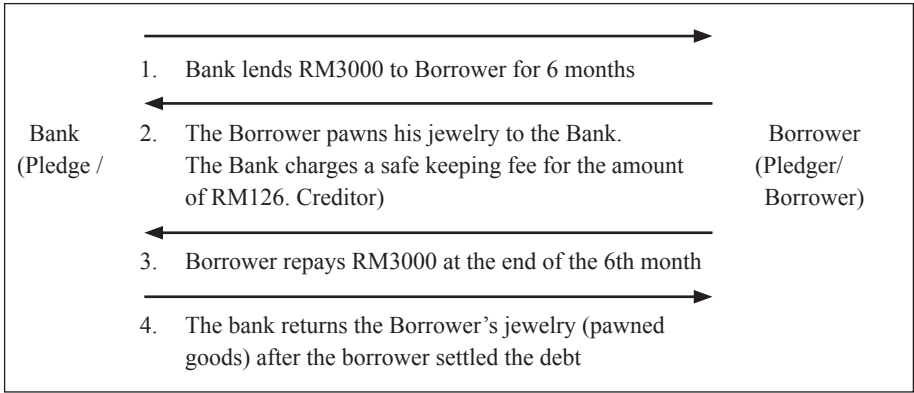 1. Bank lends RM3000 to Borrower for 6 months
Bank 2. The Borrower pawns his jewelry to the Bank. Borrower
(Pledge / The Bank charges a safe keeping fee for the amount (Pledger/
of RM126. Creditor) Borrower)
3. Borrower repays RM3000 at the end of the 6th month
4. The bank returns the Borrower’s jewelry (pawned
goods) after the borrower settled the debt